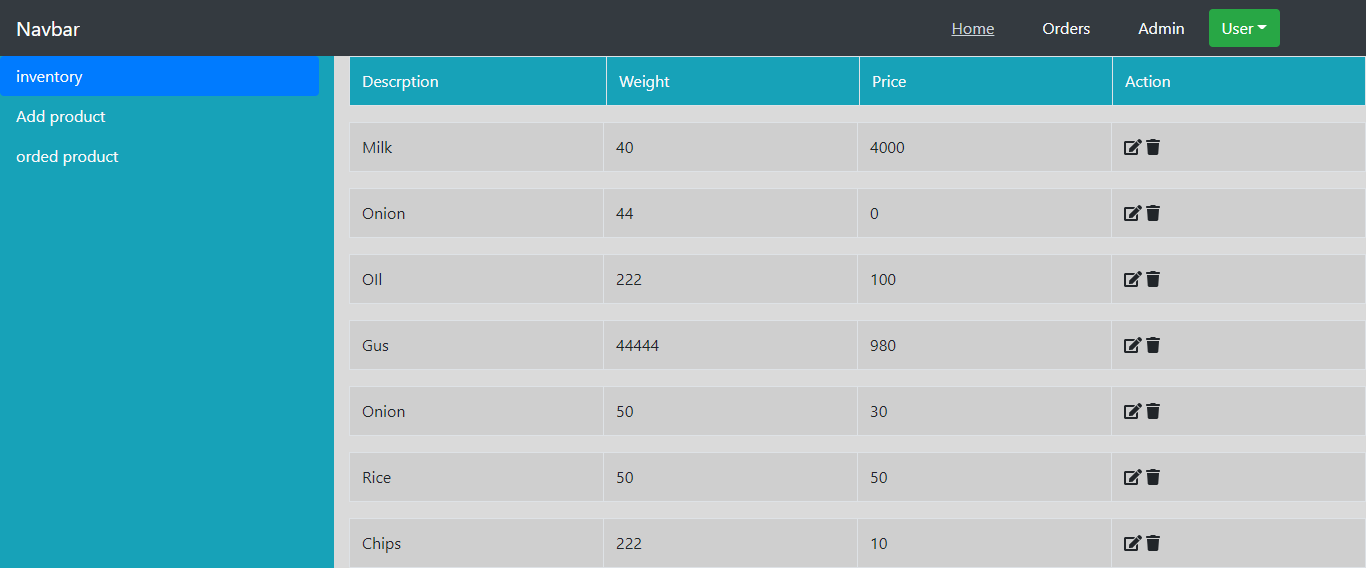 Navbar Home Orders Admin User
inventory
Add product
orded product
Descrption Weight Price Action
Milk 40 4000
Onion 44 0
OIl 222 100
Gus 44444 980
Onion 50 30
Rice 50 50
Chips 222 10